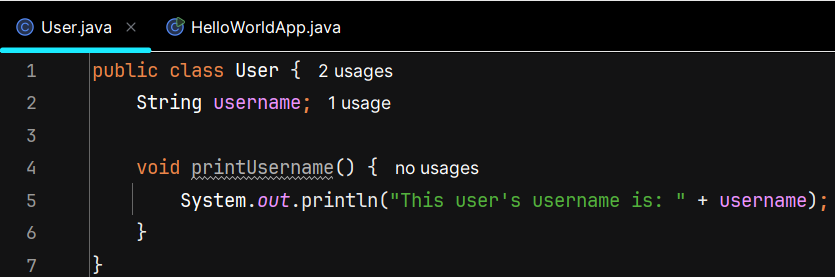 User.java × HelloWorldApp.java
1 public class User { 2 usages
2 String username; 1 usage
3
4 void printUsername() { no usages
5 System.out.println("This user's username is: " + username);
6 }
7 }